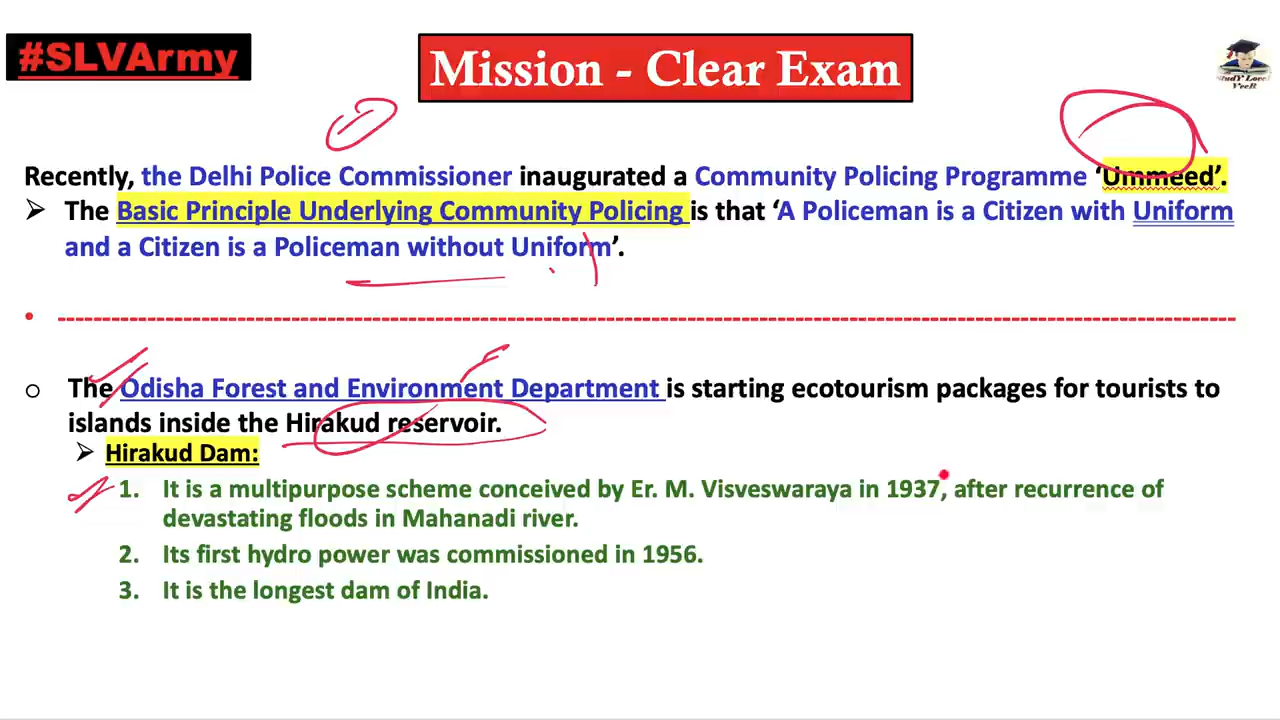 #SLVArmy
Mission - Clear Exam
StudY Lover
VeeR
Recently, the Delhi Police Commissioner inaugurated a Community Policing Programme ‘Ummeed’.
➢ The Basic Principle Underlying Community Policing is that ‘A Policeman is a Citizen with Uniform
and a Citizen is a Policeman without Uniform’.
• ----------------------------------------------------------------------------------------------------
o The Odisha Forest and Environment Department is starting ecotourism packages for tourists to
islands inside the Hirakud reservoir.
➢ Hirakud Dam:
1. It is a multipurpose scheme conceived by Er. M. Visveswaraya in 1937, after recurrence of
devastating floods in Mahanadi river.
2. Its first hydro power was commissioned in 1956.
3. It is the longest dam of India.